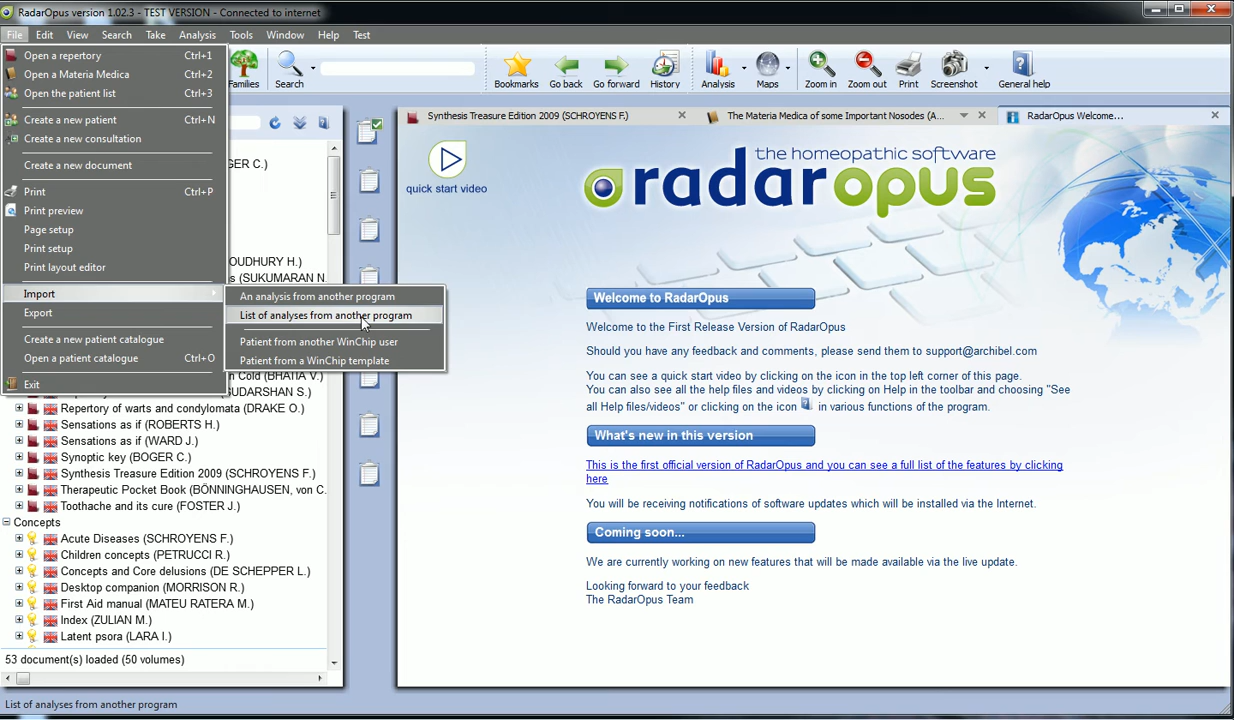 RadarOpus version 1.02.3 - TEST VERSION - Connected to internet
File Edit View Search Take Analysis Tools Window Help Test
Open a repertory Ctrl+1
Open a Materia Medica Ctrl+2
Open the patient list Ctrl+3
Create a new patient Ctrl+N
Create a new consultation
Create a new document
Print Ctrl+P
Print preview
Page setup
Print setup
Print layout editor
Import
Export
Create a new patient catalogue
Open a patient catalogue Ctrl+O
Exit
An analysis from another program
List of analyses from another program
Patient from another WinChip user
Patient from a WinChip template
Families Search Bookmarks Go back Go forward History Analysis Maps Zoom in Zoom out Print Screenshot General help
GER C.)
OUDHURY H.)
s (SUKUMARAN N.
Cold (BHATIA V.)
SUDARSHAN S.)
Repertory of warts and condylomata (DRAKE O.)
Sensations as if (ROBERTS H.)
Sensations as if (WARD J.)
Synoptic key (BOGER C.)
Synthesis Treasure Edition 2009 (SCHROYENS F.)
Therapeutic Pocket Book (BÖNNINGHAUSEN, von C.
Toothache and its cure (FOSTER J.)
Concepts
Acute Diseases (SCHROYENS F.)
Children concepts (PETRUCCI R.)
Concepts and Core delusions (DE SCHEPPER L.)
Desktop companion (MORRISON R.)
First Aid manual (MATEU RATERA M.)
Index (ZULIAN M.)
Latent psora (LARA I.)
53 document(s) loaded (50 volumes)
Synthesis Treasure Edition 2009 (SCHROYENS F.) The Materia Medica of some Important Nosodes (A... RadarOpus Welcome...
quick start video
the homeopathic software
radaropus
Welcome to RadarOpus
Welcome to the First Release Version of RadarOpus
Should you have any feedback and comments, please send them to support@archibel.com
You can see a quick start video by clicking on the icon in the top left corner of this page.
You can also see all the help files and videos by clicking on Help in the toolbar and choosing "See
all Help files/videos" or clicking on the icon in various functions of the program.
What's new in this version
This is the first official version of RadarOpus and you can see a full list of the features by clicking
here
You will be receiving notifications of software updates which will be installed via the Internet.
Coming soon...
We are currently working on new features that will be made available via the live update.
Looking forward to your feedback
The RadarOpus Team
List of analyses from another program